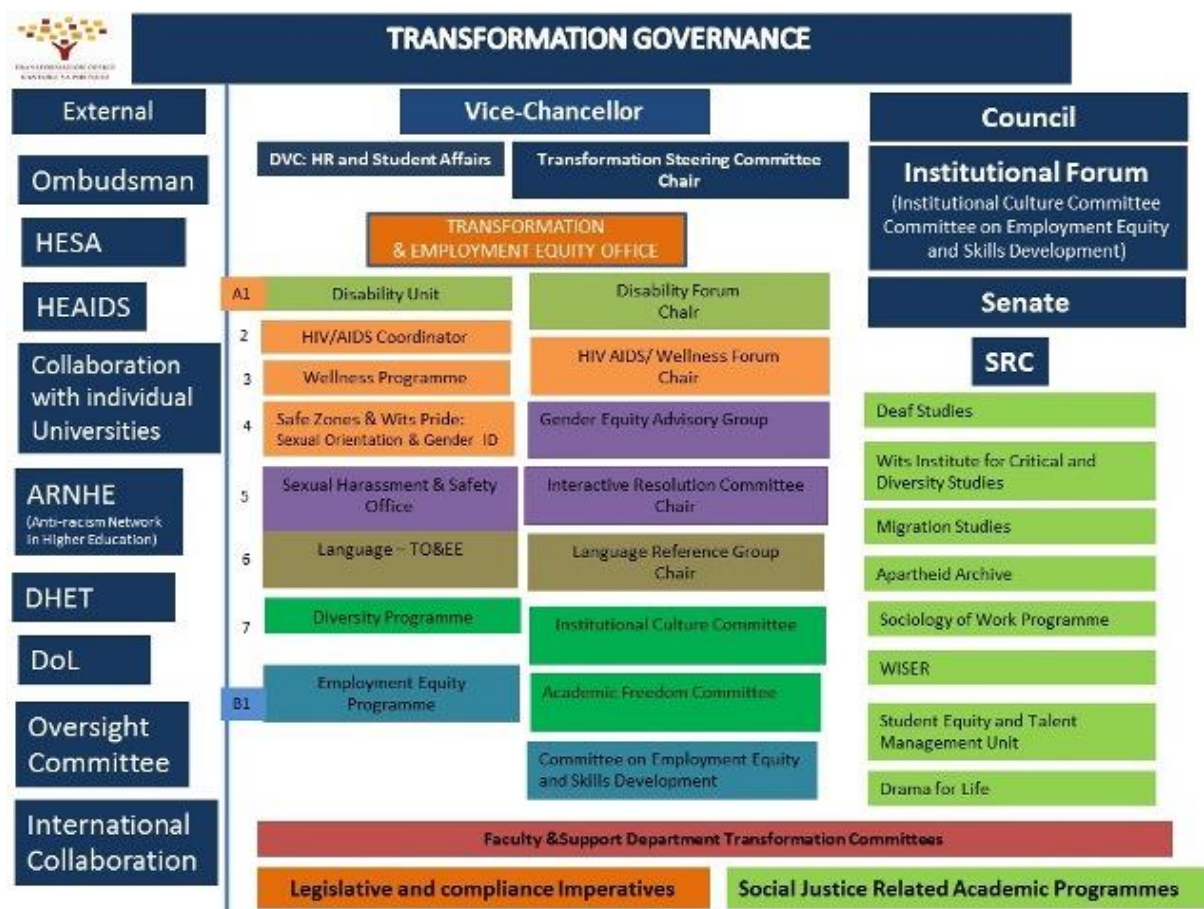 TRANSFORMATION GOVERNANCE
TRANSFORMATION OFFICE
External
Ombudsman
HESA
HEAIDS
Collaboration
with individual
Universities
ARNHE
(Anti-racism Network
in Higher Education)
DHET
DoL
Oversight
Committee
International
Collaboration
Vice-Chancellor
DVC: HR and Student Affairs
Transformation Steering Committee
Chair
TRANSFORMATION
& EMPLOYMENT EQUITY OFFICE
A1
Disability Unit
Disability Forum
Chair
2
HIV/AIDS Coordinator
HIV AIDS/ Wellness Forum
Chair
3
Wellness Programme
4
Safe Zones & Wits Pride:
Sexual Orientation & Gender ID
Gender Equity Advisory Group
5
Sexual Harassment & Safety
Office
Interactive Resolution Committee
Chair
6
Language – TO&EE
Language Reference Group
Chair
7
Diversity Programme
Institutional Culture Committee
B1
Employment Equity
Programme
Academic Freedom Committee
Committee on Employment Equity
and Skills Development
Council
Institutional Forum
(Institutional Culture Committee
Committee on Employment Equity
and Skills Development)
Senate
SRC
Deaf Studies
Wits Institute for Critical and
Diversity Studies
Migration Studies
Apartheid Archive
Sociology of Work Programme
WISER
Student Equity and Talent
Management Unit
Drama for Life
Faculty &Support Department Transformation Committees
Legislative and compliance Imperatives
Social Justice Related Academic Programmes